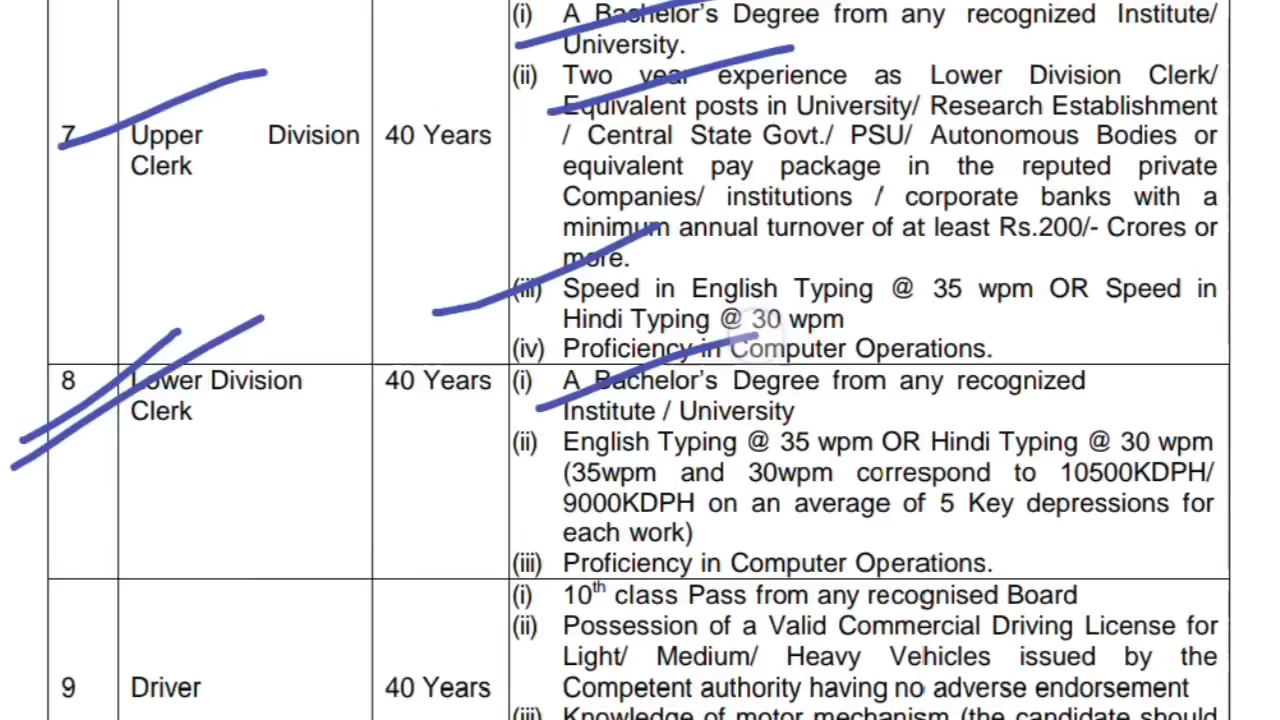 (i) A Bachelor's Degree from any recognized Institute/
University.
(ii) Two year experience as Lower Division Clerk/
Equivalent posts in University/ Research Establishment
7 Upper Division 40 Years / Central State Govt./ PSU/ Autonomous Bodies or
Clerk equivalent pay package in the reputed private
Companies/ institutions / corporate banks with a
minimum annual turnover of at least Rs.200/- Crores or
more.
(iii) Speed in English Typing @ 35 wpm OR Speed in
Hindi Typing @ 30 wpm
(iv) Proficiency in Computer Operations.
8 Lower Division 40 Years (i) A Bachelor's Degree from any recognized
Clerk Institute / University
(ii) English Typing @ 35 wpm OR Hindi Typing @ 30 wpm
(35wpm and 30wpm correspond to 10500KDPH/
9000KDPH on an average of 5 Key depressions for
each work)
(iii) Proficiency in Computer Operations.
(i) 10th class Pass from any recognised Board
(ii) Possession of a Valid Commercial Driving License for
Light/ Medium/ Heavy Vehicles issued by the
9 Driver 40 Years Competent authority having no adverse endorsement
(iii) Knowledge of motor mechanism (the candidate should